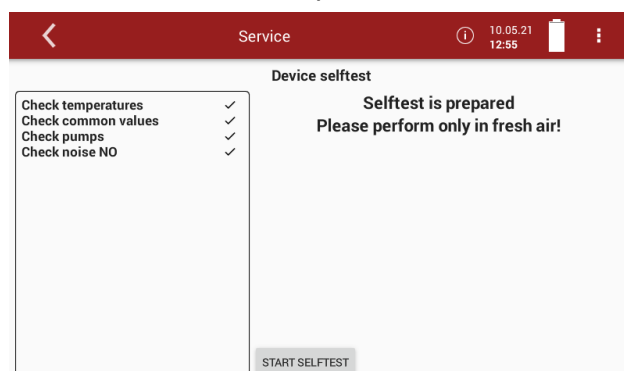 Service
10.05.21
12:55
Device selftest
Check temperatures
Check common values
Check pumps
Check noise NO
Selftest is prepared
Please perform only in fresh air!
START SELFTEST